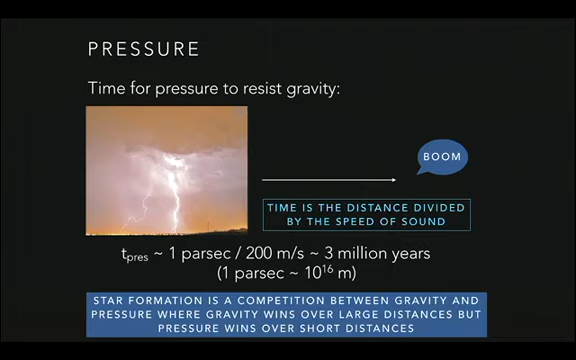 PRESSURE
Time for pressure to resist gravity:
BOOM
TIME IS THE DISTANCE DIVIDED
BY THE SPEED OF SOUND
tpres ~ 1 parsec / 200 m/s ~ 3 million years
(1 parsec ~ 10¹⁶ m)
STAR FORMATION IS A COMPETITION BETWEEN GRAVITY AND
PRESSURE WHERE GRAVITY WINS OVER LARGE DISTANCES BUT
PRESSURE WINS OVER SHORT DISTANCES